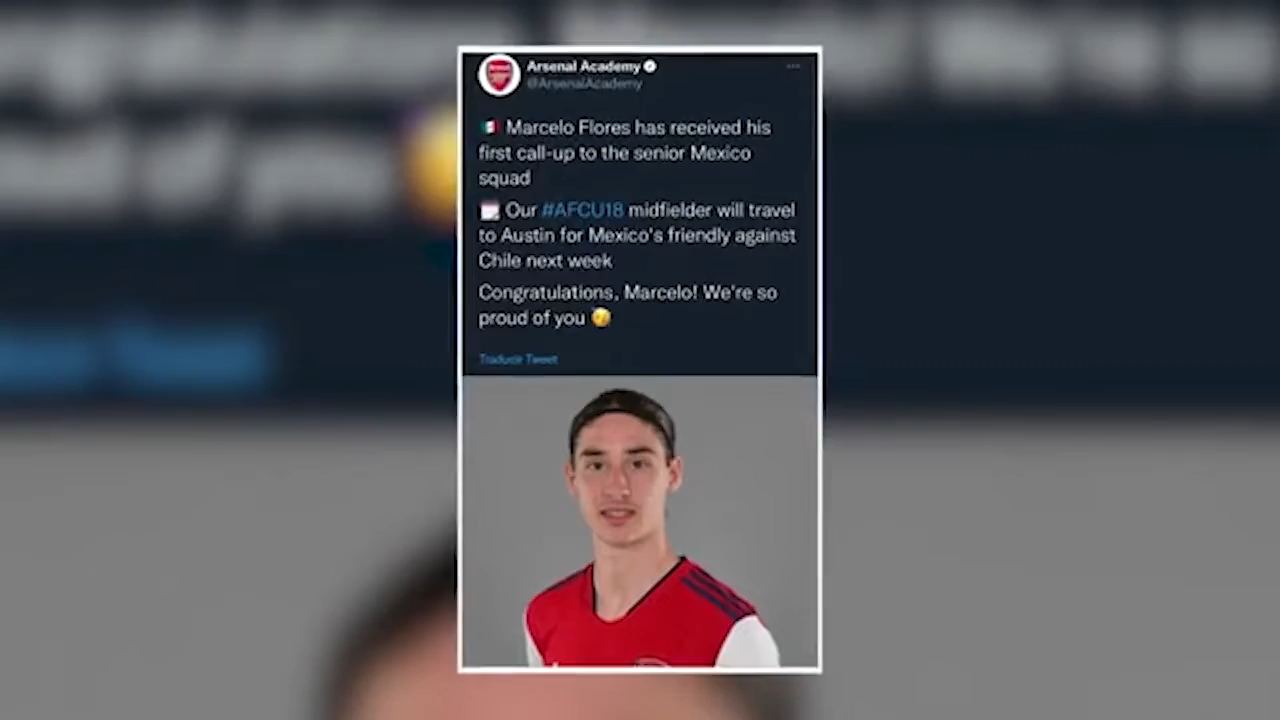 Arsenal Academy
@ArsenalAcademy
Marcelo Flores has received his
first call-up to the senior Mexico
squad
Our #AFCU18 midfielder will travel
to Austin for Mexico's friendly against
Chile next week
Congratulations, Marcelo! We're so
proud of you
Traducir Tweet